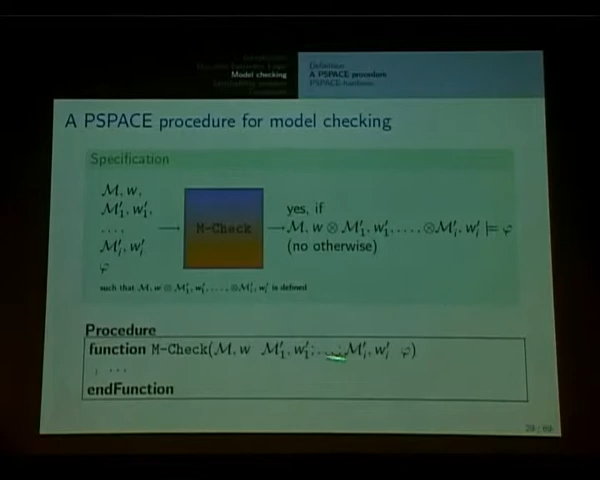 Model checking
Definition
A PSPACE procedure
PSPACE-hardness
A PSPACE procedure for model checking
Specification
M, w,
M′₁, w′₁,
....
M′ᵢ, w′ᵢ
φ
M-Check
yes, if
M, w ⊗ M′₁, w′₁, ..., ⊗M′ᵢ, w′ᵢ ⊨ φ
(no otherwise)
such that M, w ⊗ M′₁, w′₁, ..., ⊗M′ᵢ, w′ᵢ is defined
Procedure
function M-Check(M, w M′₁, w′₁; ...; M′ᵢ, w′ᵢ φ)
...
endFunction